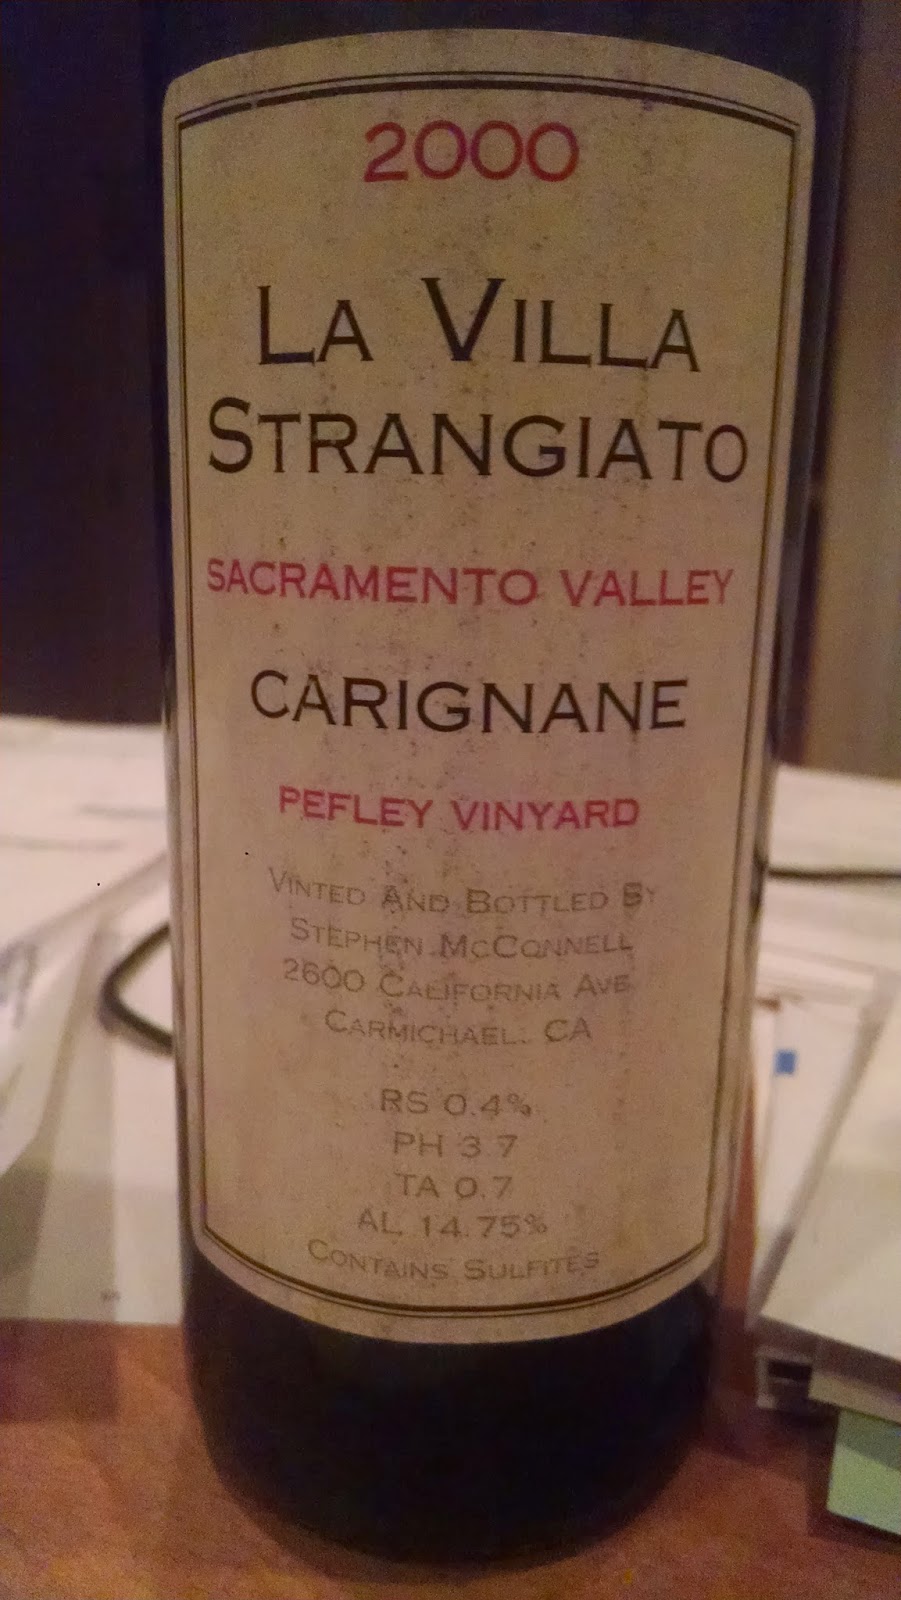 2000
LA VILLA
STRANGIATO
SACRAMENTO VALLEY
CARIGNANE
PEFLEY VINYARD
VINTED AND BOTTLED BY
STEPHEN MCCONNELL
2600 CALIFORNIA AVE
CARMICHAEL. CA
RS 0.4%
PH 3.7
TA 0.7
AL 14.75%
CONTAINS SULFITES